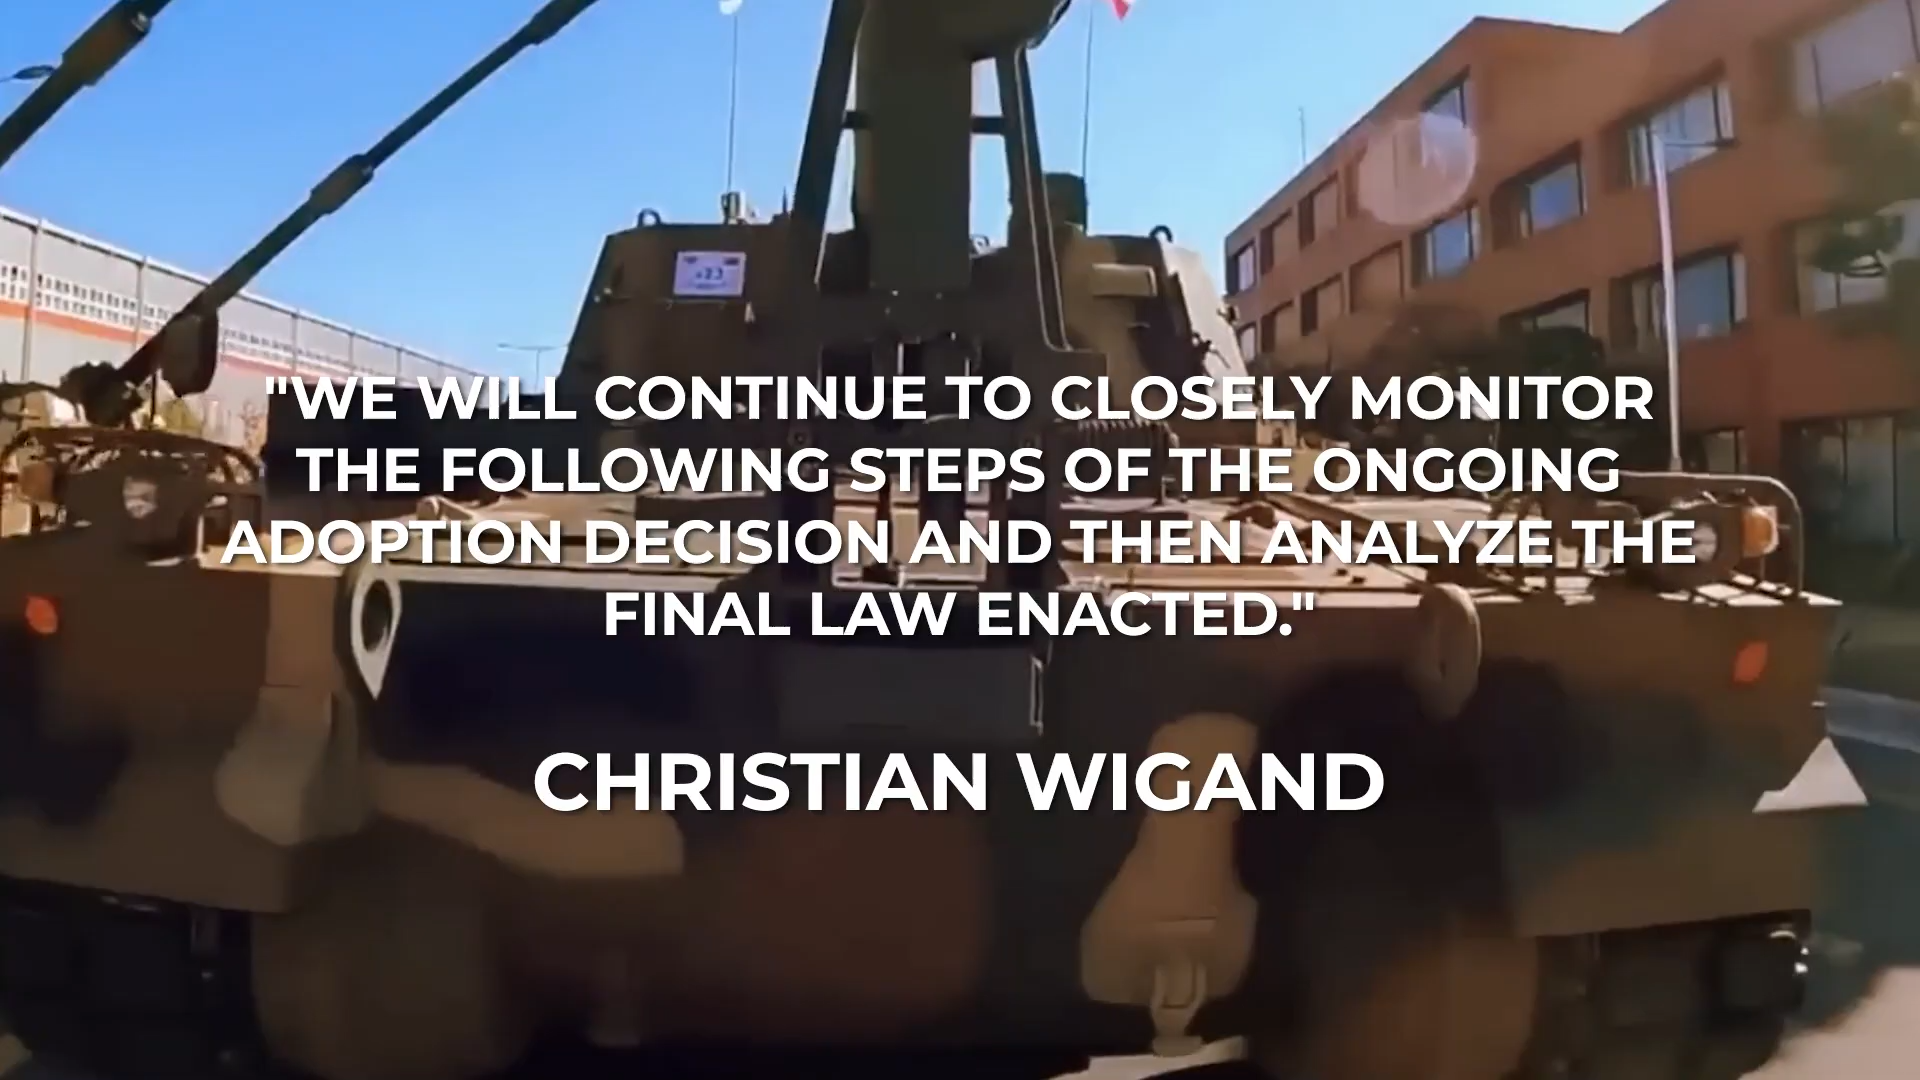 "WE WILL CONTINUE TO CLOSELY MONITOR
THE FOLLOWING STEPS OF THE ONGOING
ADOPTION DECISION AND THEN ANALYZE THE
FINAL LAW ENACTED."
CHRISTIAN WIGAND